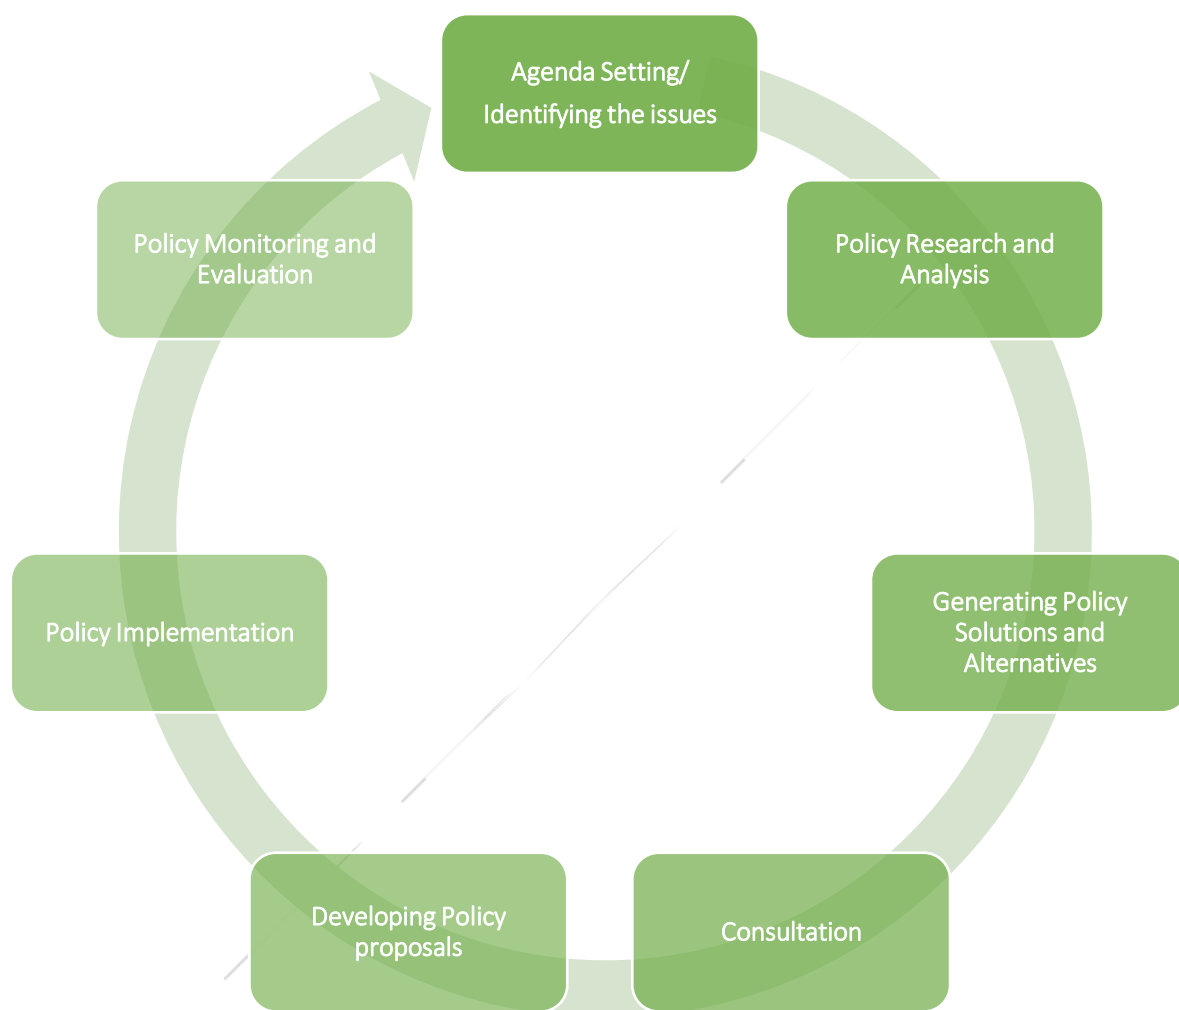 Agenda Setting/
Identifying the issues
Policy Research and
Analysis
Generating Policy
Solutions and
Alternatives
Consultation
Developing Policy
proposals
Policy Implementation
Policy Monitoring and
Evaluation